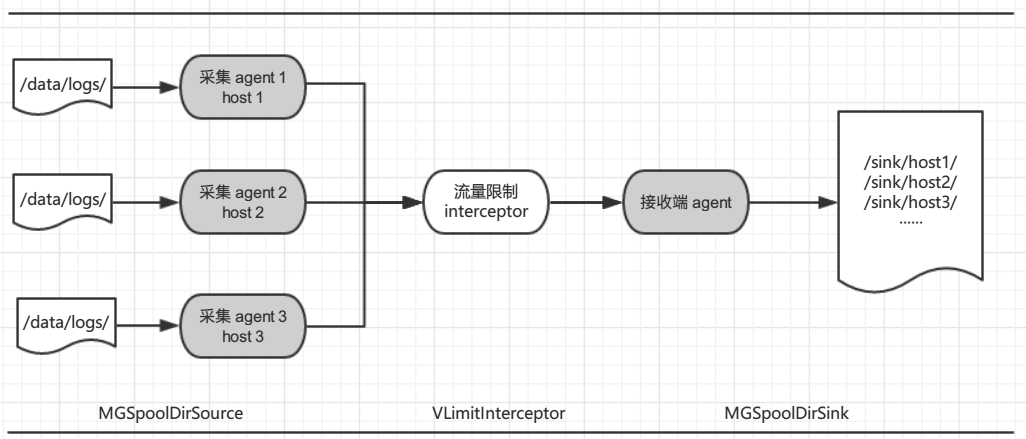 /data/logs/
采集 agent 1
host 1
/data/logs/
采集 agent 2
host 2
/data/logs/
采集 agent 3
host 3
流量限制
interceptor
接收端 agent
/sink/host1/
/sink/host2/
/sink/host3/
......
MGSpoolDirSource
VLimitInterceptor
MGSpoolDirSink